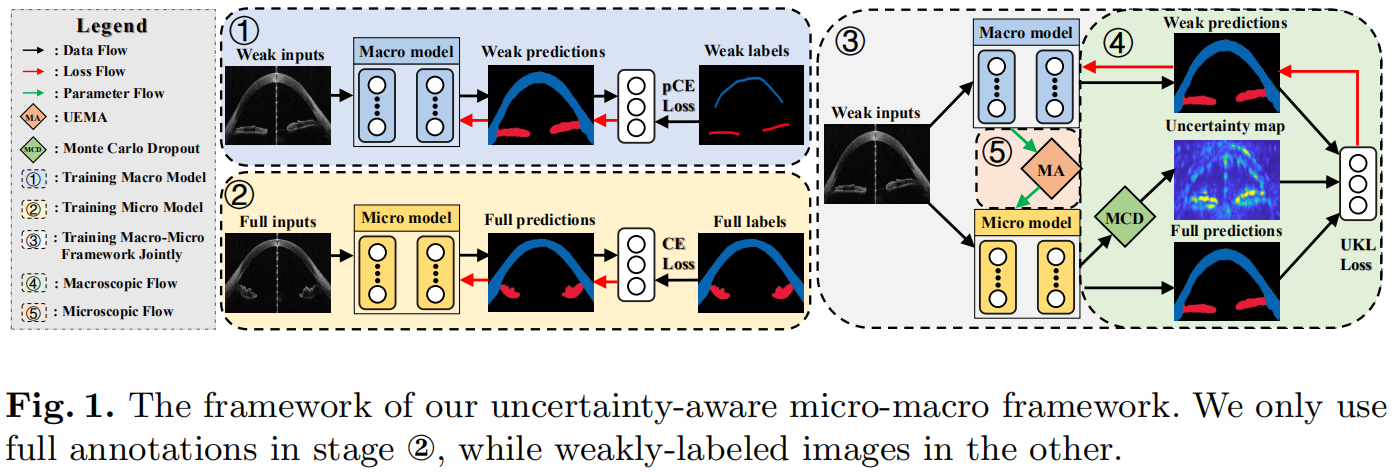 Legend
: Data Flow
: Loss Flow
: Parameter Flow
MA : UEMA
MCD : Monte Carlo Dropout
① : Training Macro Model
② : Training Micro Model
③ : Training Macro-Micro
Framework Jointly
④ : Macroscopic Flow
⑤ : Microscopic Flow
①
Weak inputs
Macro model
Weak predictions
pCE
Loss
Weak labels
②
Full inputs
Micro model
Full predictions
CE
Loss
Full labels
③
Weak inputs
Macro model
⑤
MA
Micro model
④
Weak predictions
Uncertainty map
MCD
Full predictions
UKL
Loss
Fig. 1. The framework of our uncertainty-aware micro-macro framework. We only use
full annotations in stage ②, while weakly-labeled images in the other.